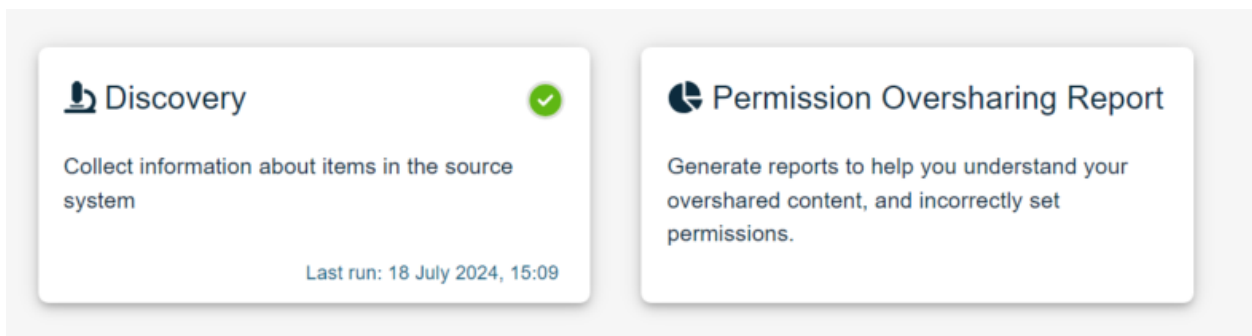 Discovery
Collect information about items in the source
system
Last run: 18 July 2024, 15:09
Permission Oversharing Report
Generate reports to help you understand your
overshared content, and incorrectly set
permissions.